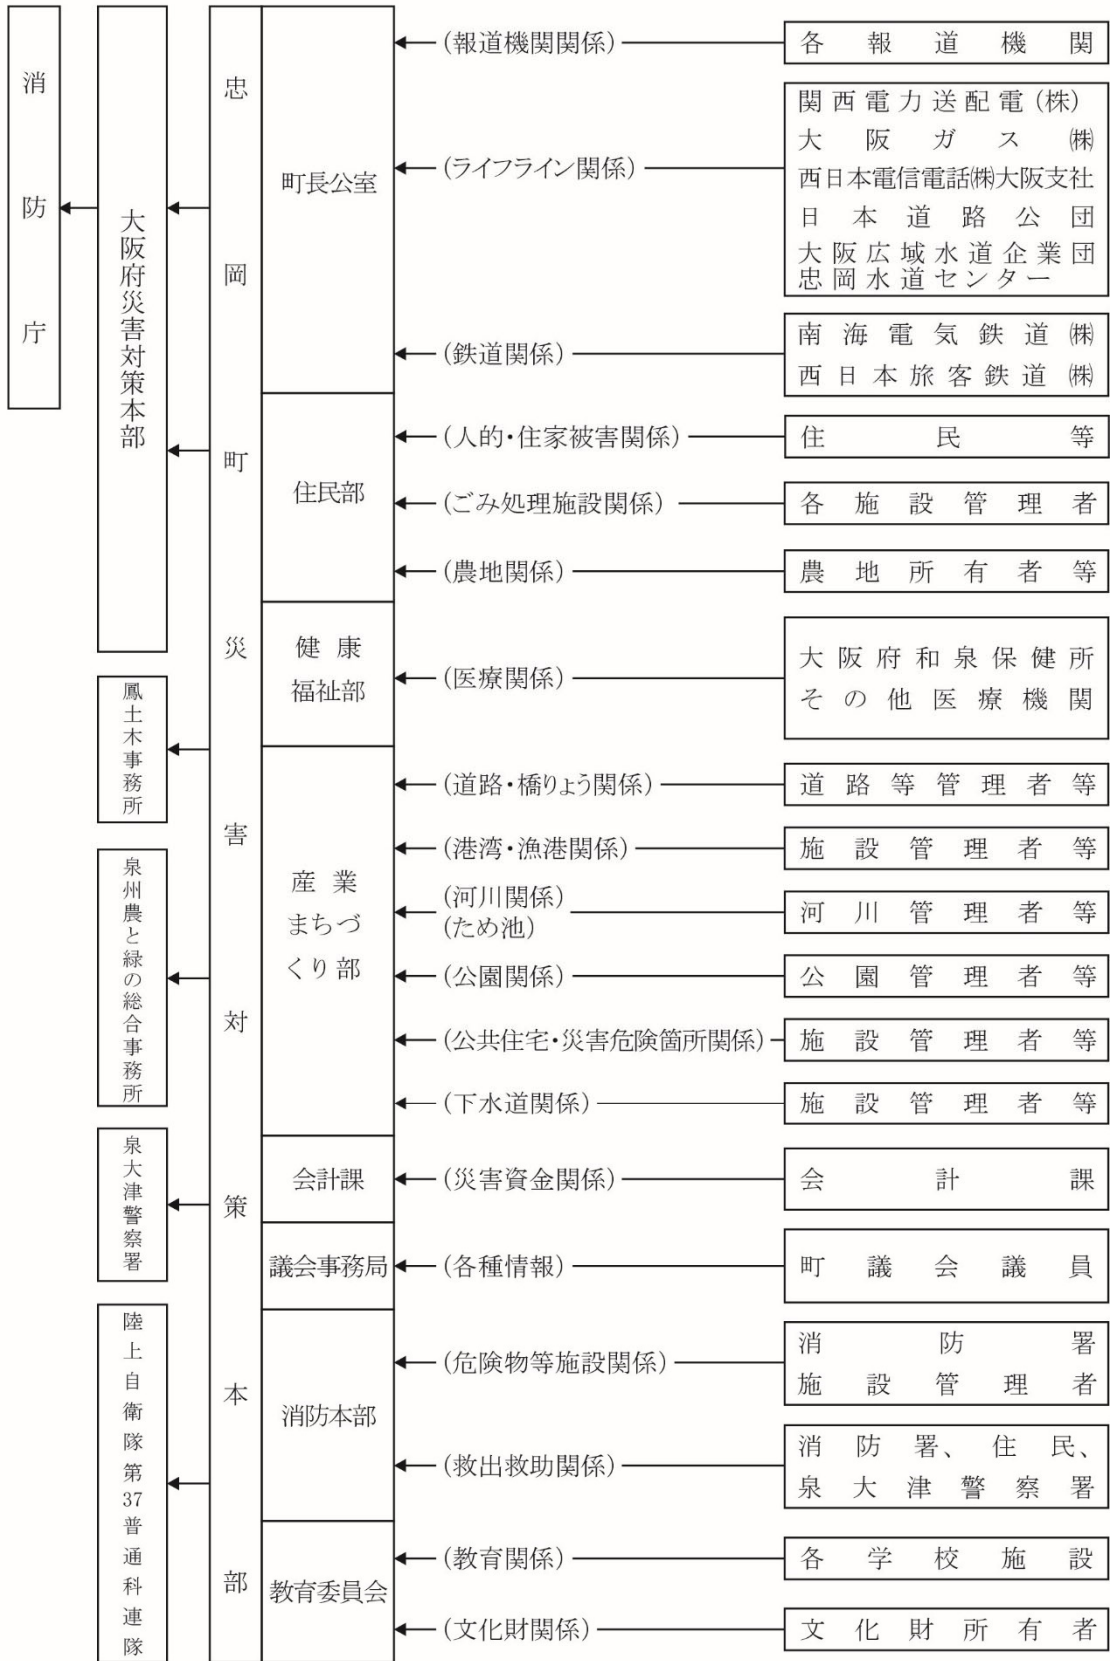 消防庁
大阪府災害対策本部
鳳土木事務所
泉州農と緑の総合事務所
泉大津警察署
陸上自衛隊第37普通科連隊
忠岡町災害対策本部
町長公室
(報道機関関係)
各報道機関
(ライフライン関係)
関西電力送配電(株)
大阪ガス㈱
西日本電信電話㈱大阪支社
日本道路公団
大阪広域水道企業団
忠岡水道センター
(鉄道関係)
南海電気鉄道㈱
西日本旅客鉄道㈱
住民部
(人的・住家被害関係)
住民等
(ごみ処理施設関係)
各施設管理者
(農地関係)
農地所有者等
健康
福祉部
(医療関係)
大阪府和泉保健所
その他医療機関
産業
まちづ
くり部
(道路・橋りょう関係)
道路等管理者等
(港湾・漁港関係)
施設管理者等
(河川関係)
(ため池)
河川管理者等
(公園関係)
公園管理者等
(公共住宅・災害危険箇所関係)
施設管理者等
(下水道関係)
施設管理者等
会計課
(災害資金関係)
会計課
議会事務局
(各種情報)
町議会議員
消防本部
(危険物等施設関係)
消防署
施設管理者
(救出救助関係)
消防署、住民、
泉大津警察署
教育委員会
(教育関係)
各学校施設
(文化財関係)
文化財所有者